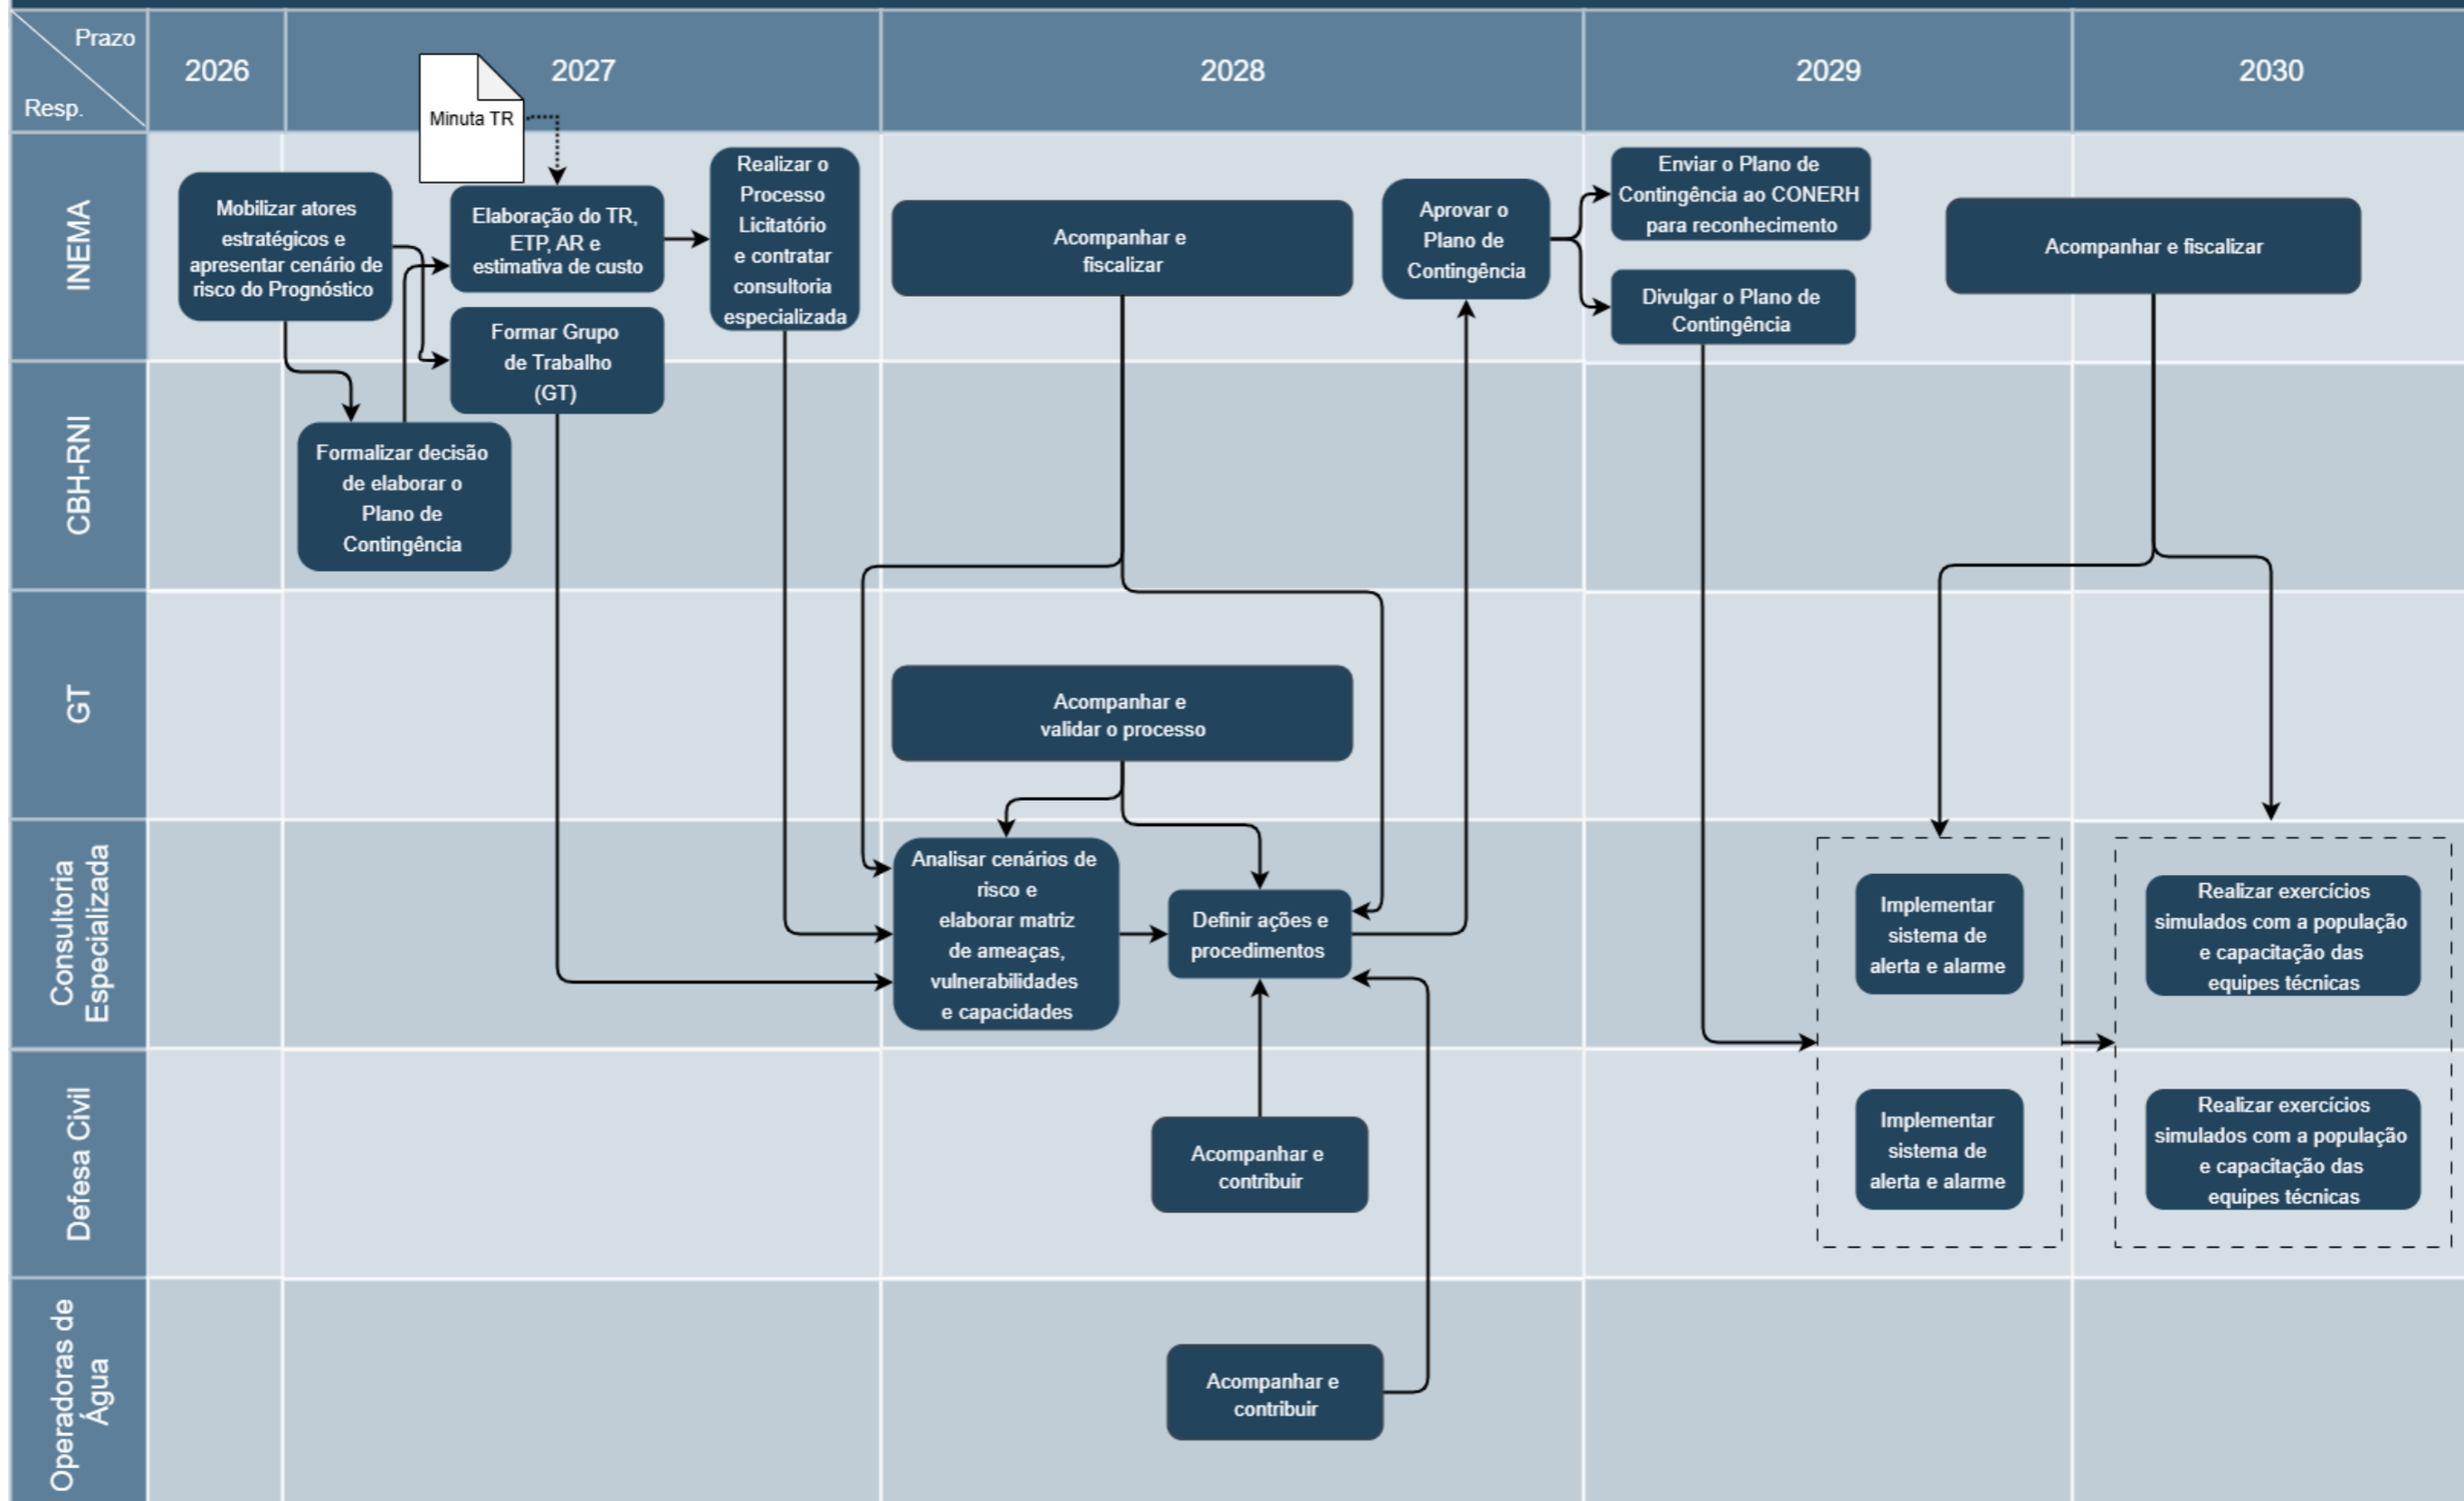 Prazo
Resp.
2026
2027
2028
2029
2030
Minuta TR
INEMA
Mobilizar atores
estratégicos e
apresentar cenário de
risco do Prognóstico
Elaboração do TR,
ETP, AR e
estimativa de custo
Formar Grupo
de Trabalho
(GT)
Realizar o
Processo
Licitatório
e contratar
consultoria
especializada
Acompanhar e
fiscalizar
Aprovar o
Plano de
Contingência
Enviar o Plano de
Contingência ao CONERH
para reconhecimento
Divulgar o Plano de
Contingência
Acompanhar e fiscalizar
CBH-RNI
Formalizar decisão
de elaborar o
Plano de
Contingência
GT
Acompanhar e
validar o processo
Consultoria
Especializada
Analisar cenários de
risco e
elaborar matriz
de ameaças,
vulnerabilidades
e capacidades
Definir ações e
procedimentos
Implementar
sistema de
alerta e alarme
Realizar exercícios
simulados com a população
e capacitação das
equipes técnicas
Defesa Civil
Acompanhar e
contribuir
Implementar
sistema de
alerta e alarme
Realizar exercícios
simulados com a população
e capacitação das
equipes técnicas
Operadoras de
Água
Acompanhar e
contribuir